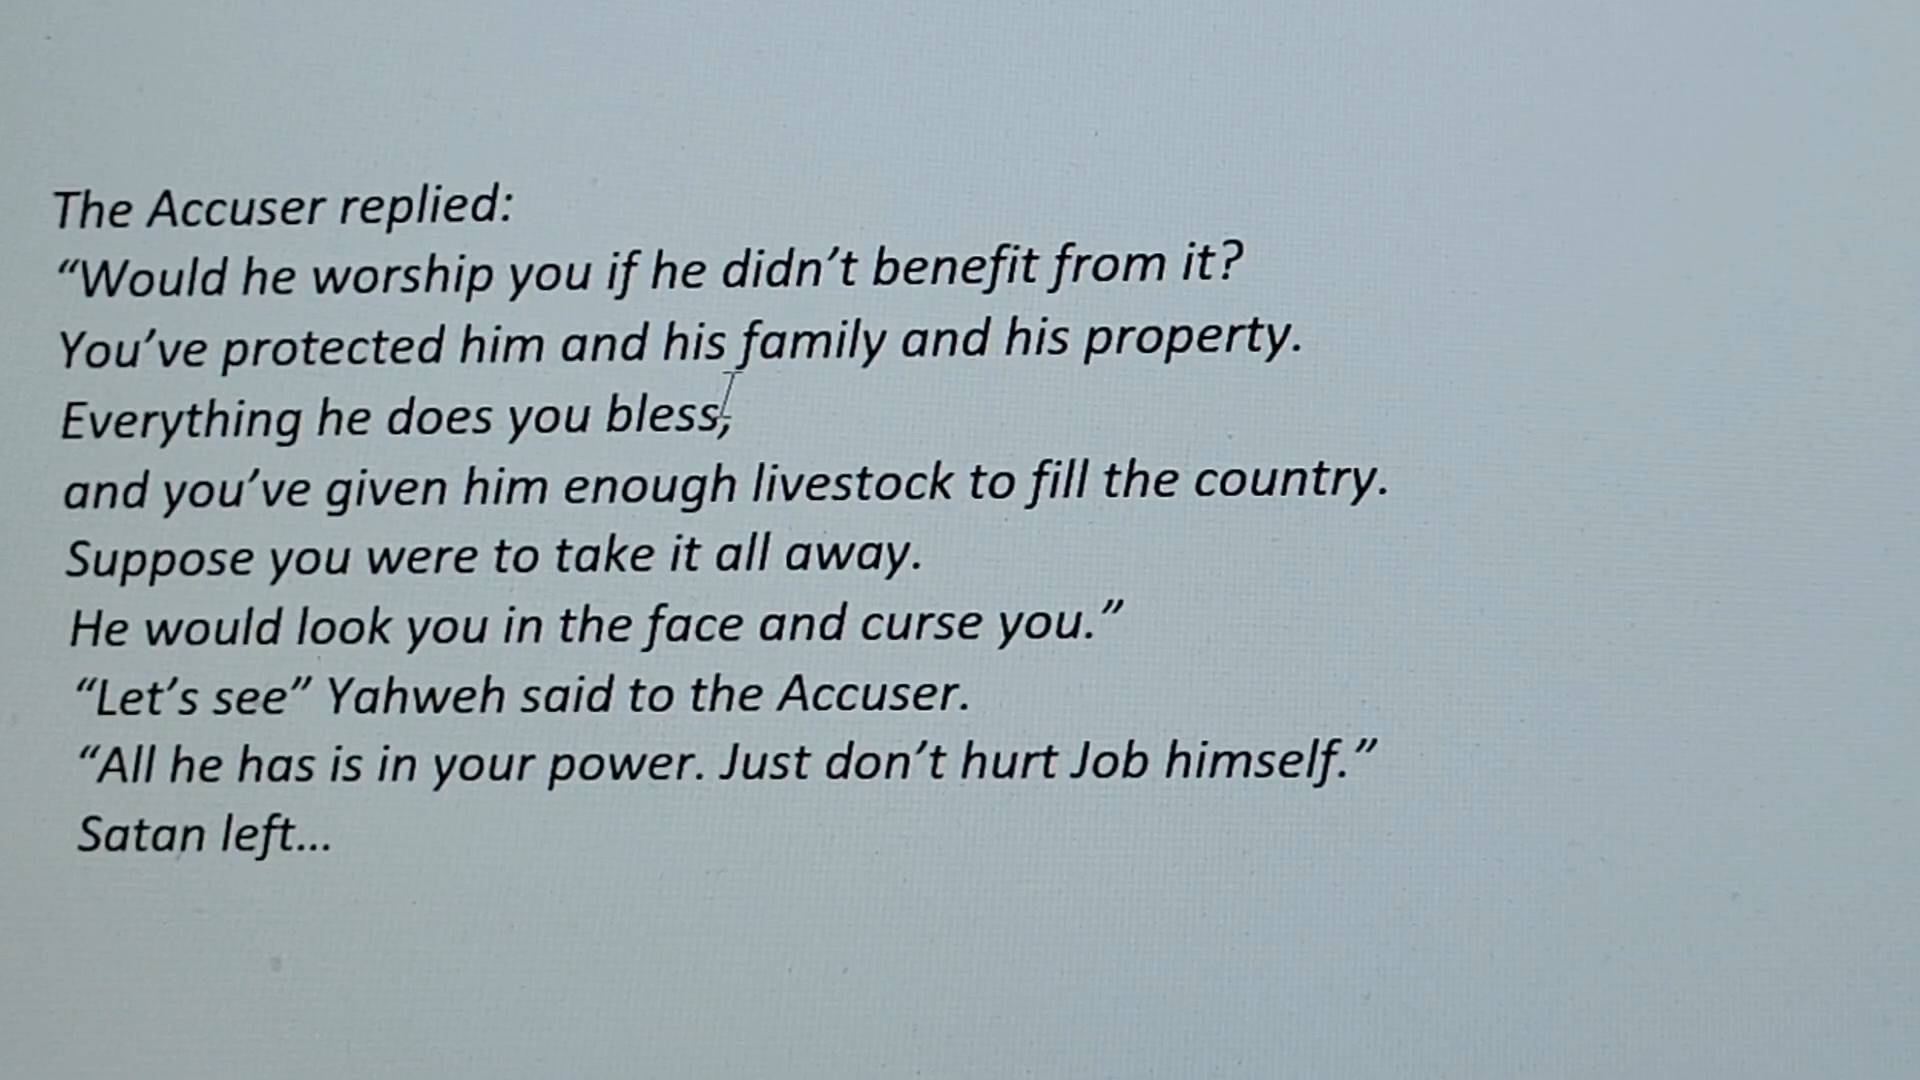 The Accuser replied:
“Would he worship you if he didn’t benefit from it?
You’ve protected him and his family and his property.
Everything he does you bless,
and you’ve given him enough livestock to fill the country.
Suppose you were to take it all away.
He would look you in the face and curse you.”
“Let’s see” Yahweh said to the Accuser.
“All he has is in your power. Just don’t hurt Job himself.”
Satan left...